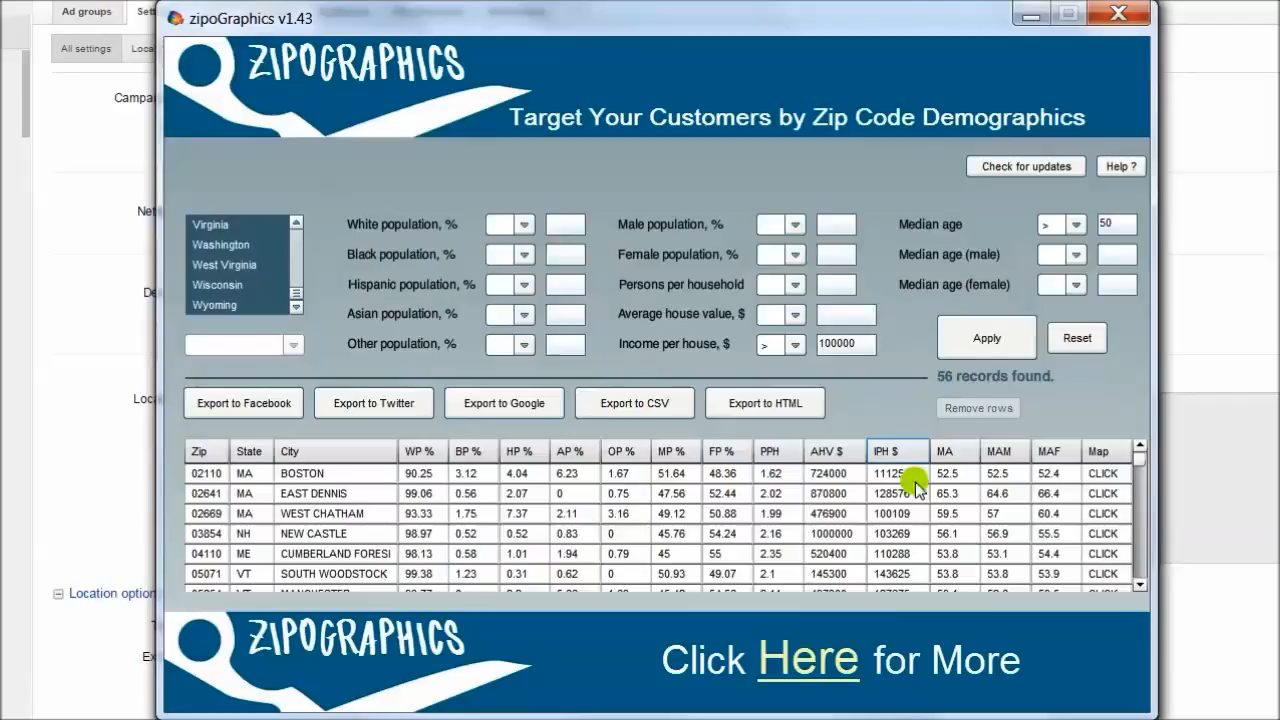 Ad groups
zipoGraphics v1.43
All settings
ZIPOGRAPHICS
Target Your Customers by Zip Code Demographics
Check for updates Help ?
Virginia
Washington
West Virginia
Wisconsin
Wyoming
White population, %
Black population, %
Hispanic population, %
Asian population, %
Other population, %
Male population, %
Female population, %
Persons per household
Average house value, $
Income per house, $ > 100000
Median age > 50
Median age (male)
Median age (female)
Apply Reset
56 records found.
Remove rows
Export to Facebook Export to Twitter Export to Google Export to CSV Export to HTML
Zip State City WP % BP % HP % AP % OP % MP % FP % PPH AHV $ IPH $ MA MAM MAF Map
02110 MA BOSTON 90.25 3.12 4.04 6.23 1.67 51.64 48.36 1.62 724000 52.5 52.5 52.4 CLICK
02641 MA EAST DENNIS 99.06 0.56 2.07 0 0.75 47.56 52.44 2.02 870800 128576 65.3 64.6 66.4 CLICK
02669 MA WEST CHATHAM 93.33 1.75 7.37 2.11 3.16 49.12 50.88 1.99 476900 100109 59.5 57 60.4 CLICK
03854 NH NEW CASTLE 98.97 0.52 0.52 0.83 0 45.76 54.24 2.16 1000000 103269 56.1 56.9 55.5 CLICK
04110 ME CUMBERLAND FORESI 98.13 0.58 1.01 1.94 0.79 45 55 2.35 520400 110288 53.8 53.1 54.4 CLICK
05071 VT SOUTH WOODSTOCK 99.38 1.23 0.31 0.62 0 50.93 49.07 2.1 145300 143625 53.8 53.8 53.9 CLICK
Location option
ZIPOGRAPHICS
Click Here for More